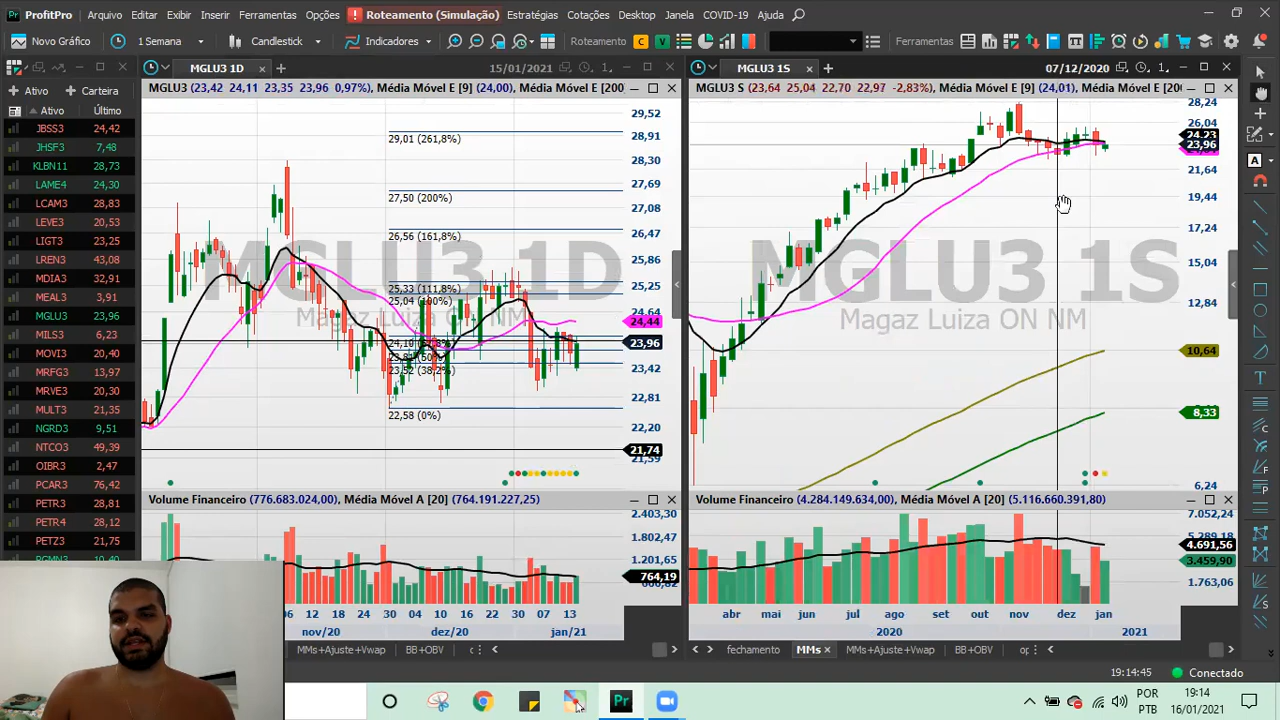 ProfitPro Arquivo Editar Exibir Inserir Ferramentas Opções Roteamento (Simulação) Estratégias Cotações Desktop Janela COVID-19 Ajuda
Novo Gráfico 1 Semana Candlestick Indicadores Roteamento C V Ferramentas
MGLU3 1D 15/01/2021
MGLU3 1S 07/12/2020
Ativo Carteira
MGLU3 (23,42 24,11 23,35 23,96 0,97%), Média Móvel E [9] (24,00), Média Móvel E [200
MGLU3 S (23,64 25,04 22,70 22,97 -2,83%), Média Móvel E [9] (24,01), Média Móvel E [20
Ativo Último
JBSS3 24,42
JHSF3 7,48
KLBN11 28,73
LAME4 24,30
LCAM3 28,83
LEVE3 20,53
LIGT3 23,25
LREN3 43,08
MDIA3 32,91
MEAL3 3,91
MGLU3 23,96
MILS3 6,23
MOVI3 20,40
MRFG3 13,97
MRVE3 20,30
MULT3 21,35
NGRD3 9,51
NTCO3 49,39
OIBR3 2,47
PCAR3 76,42
PETR3 28,81
PETR4 28,12
PETZ3 21,75
RGMN3 10,40
MGLU3 1D
Magaz Luiza ON NM
29,01 (261,8%)
27,50 (200%)
26,56 (161,8%)
25,33 (111,8%)
25,04 (100%)
23,52 (38,2%)
22,58 (0%)
29,52
28,91
28,30
27,69
27,08
26,47
25,86
25,25
24,64
24,44
23,96
23,42
22,81
22,20
21,74
21,59
MGLU3 1S
Magaz Luiza ON NM
28,24
26,04
24,23
23,96
21,64
19,44
17,24
15,04
12,84
10,64
8,33
6,24
Volume Financeiro (776.683.024,00), Média Móvel A [20] (764.191.227,25)
2.403,30
1.802,47
1.201,65
764,19
Volume Financeiro (4.284.149.634,00), Média Móvel A [20] (5.116.660.391,80)
7.052,24
5.289,18
4.691,56
3.459,90
1.763,06
06 12 18 24 30 04 10 16 22 30 07 13
nov/20 dez/20 jan/21
abr mai jun jul ago set out nov dez jan
2020 2021
MMs+Ajuste+Vwap BB+OBV
fechamento MMs MMs+Ajuste+Vwap BB+OBV
19:14:45 Conectado
Pr
POR
PTB
19:14
16/01/2021